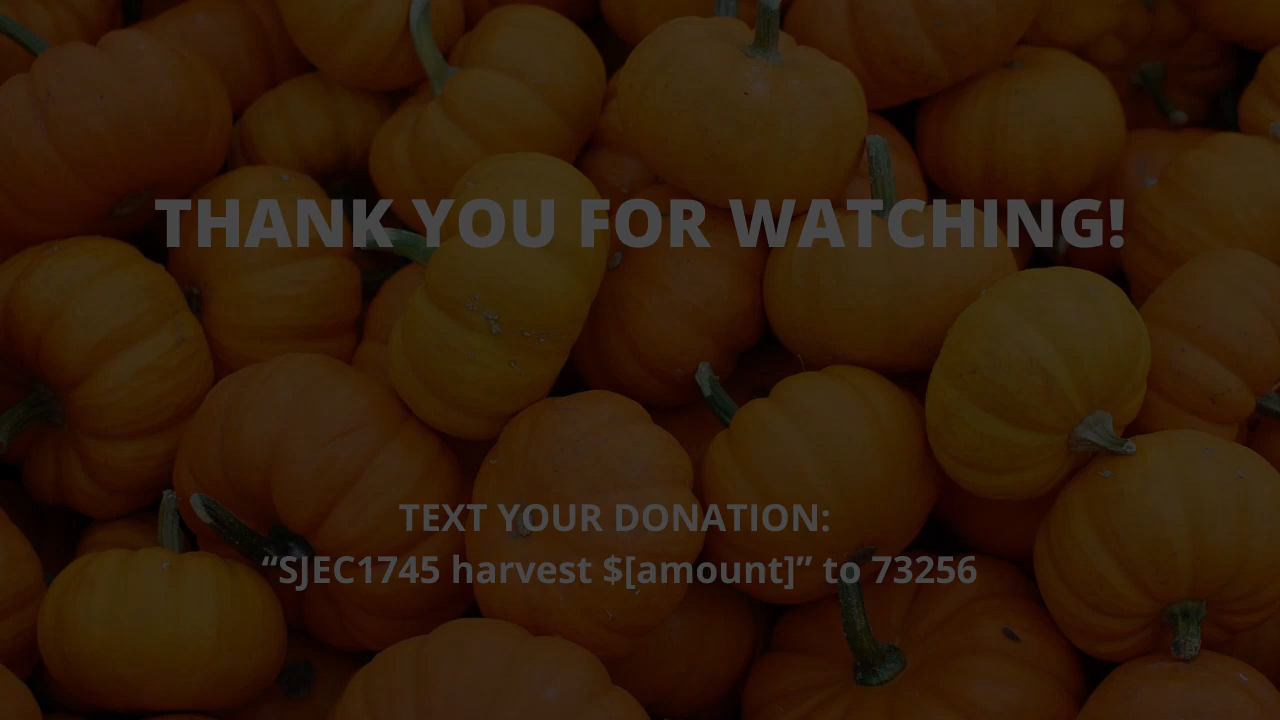 THANK YOU FOR WATCHING!
TEXT YOUR DONATION:
“SJEC1745 harvest $[amount]” to 73256